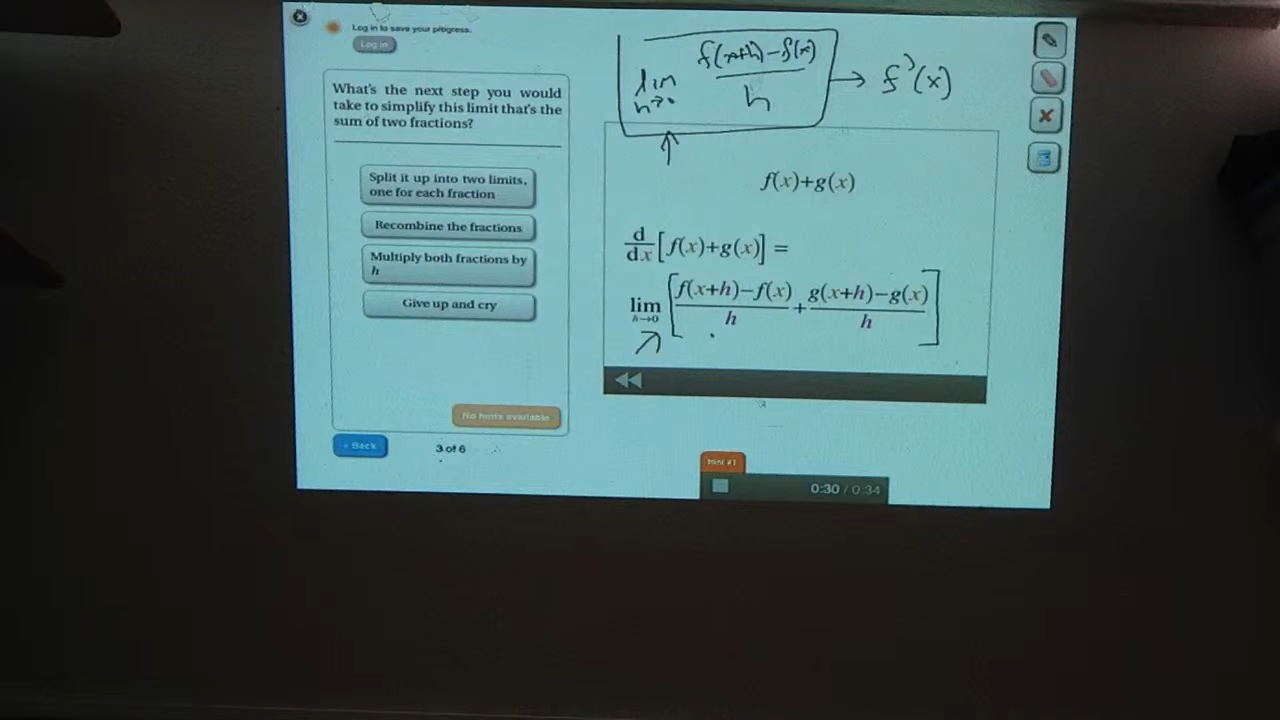 Log in to save your progress.
Log in
What's the next step you would
take to simplify this limit that's the
sum of two fractions?
Split it up into two limits,
one for each fraction
Recombine the fractions
Multiply both fractions by
h
Give up and cry
No hints available
« Back
3 of 6
lim h→0 f(x+h)-f(x) / h → f'(x)
f(x)+g(x)
d/dx [f(x)+g(x)] =
lim h→0 [f(x+h)−f(x) / h + g(x+h)−g(x) / h]
Hint #1
0:30 / 0:34